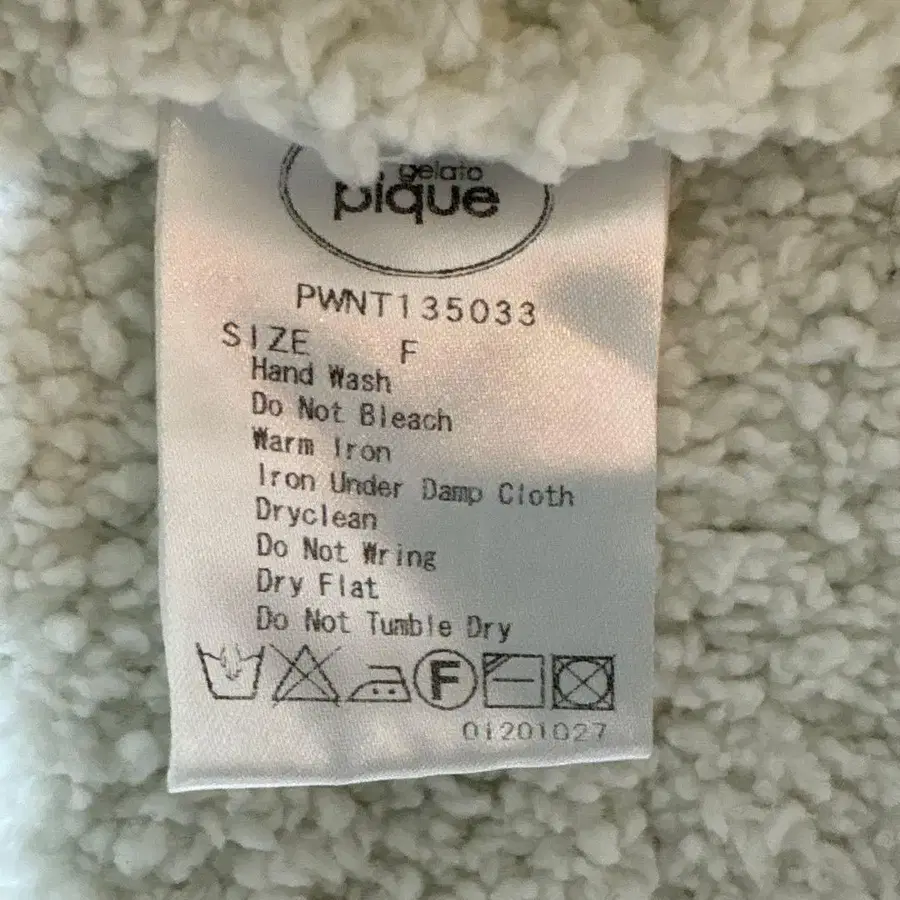 gelato
pique
PWNT135033
SIZE F
Hand Wash
Do Not Bleach
Warm Iron
Iron Under Damp Cloth
Dryclean
Do Not Wring
Dry Flat
Do Not Tumble Dry
F
01201027